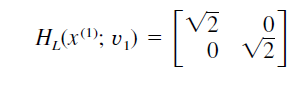 H_L(x^(1); v_1) = [√2 0
0 √2]